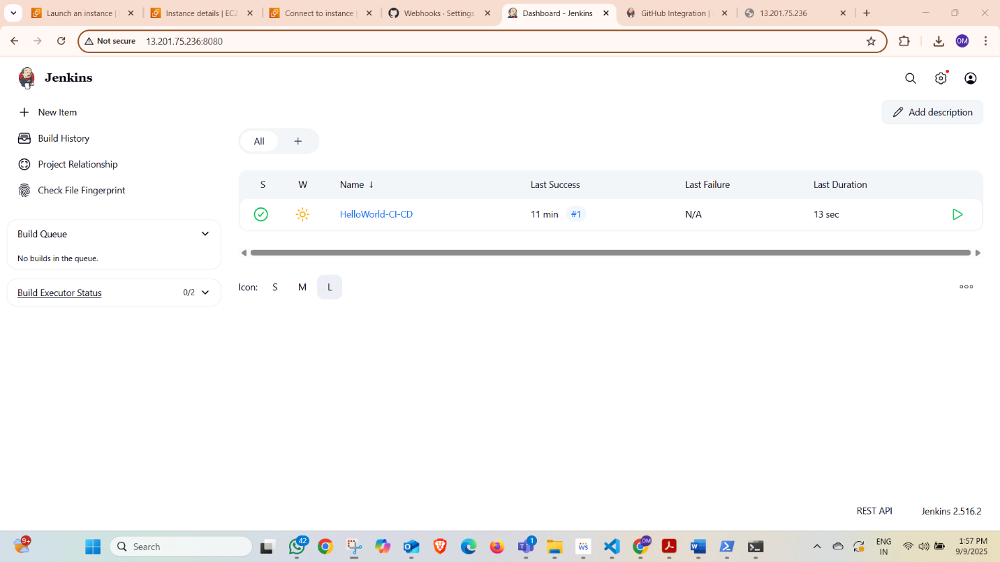 Launch an instance |
Instance details | EC2
Connect to instance |
Webhooks · Settings
Dashboard - Jenkins
GitHub Integration |
13.201.75.236
Not secure
13.201.75.236:8080
OM
Jenkins
New Item
Build History
Project Relationship
Check File Fingerprint
Add description
All
S W Name ↓ Last Success Last Failure Last Duration
HelloWorld-CI-CD 11 min #1 N/A 13 sec
Build Queue
No builds in the queue.
Build Executor Status 0/2
Icon: S M L
REST API Jenkins 2.516.2
9+
Search
42
1
WS
OM
ENG
IN
1:57 PM
9/9/2025